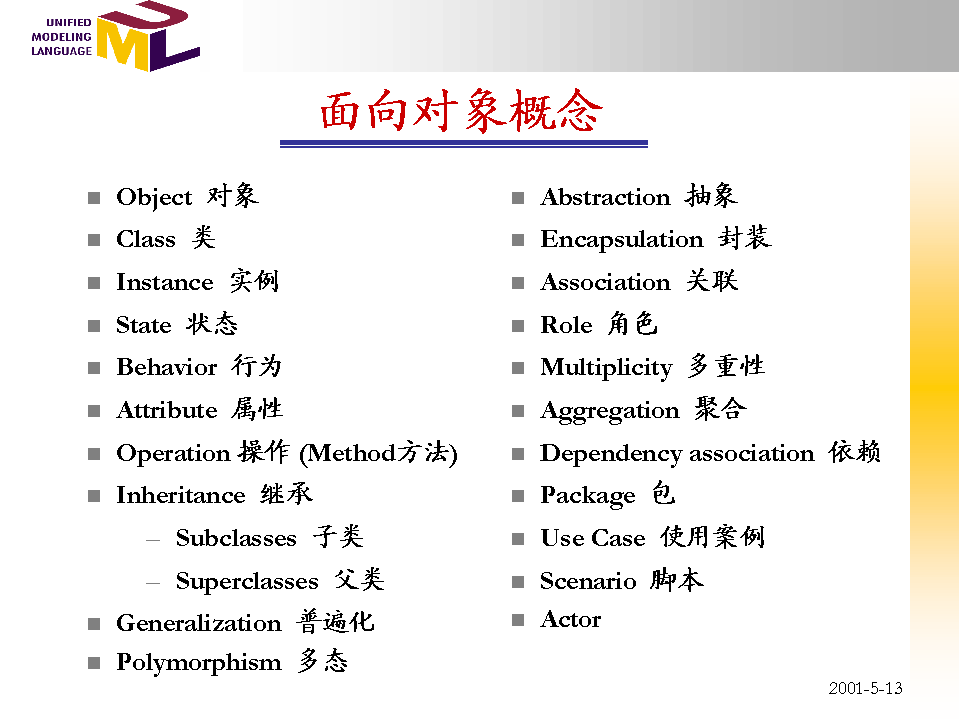 UNIFIED
MODELING
LANGUAGE
UML
面向对象概念
Object 对象
Class 类
Instance 实例
State 状态
Behavior 行为
Attribute 属性
Operation 操作 (Method方法)
Inheritance 继承
– Subclasses 子类
– Superclasses 父类
Generalization 普遍化
Polymorphism 多态
Abstraction 抽象
Encapsulation 封装
Association 关联
Role 角色
Multiplicity 多重性
Aggregation 聚合
Dependency association 依赖
Package 包
Use Case 使用案例
Scenario 脚本
Actor
2001-5-13